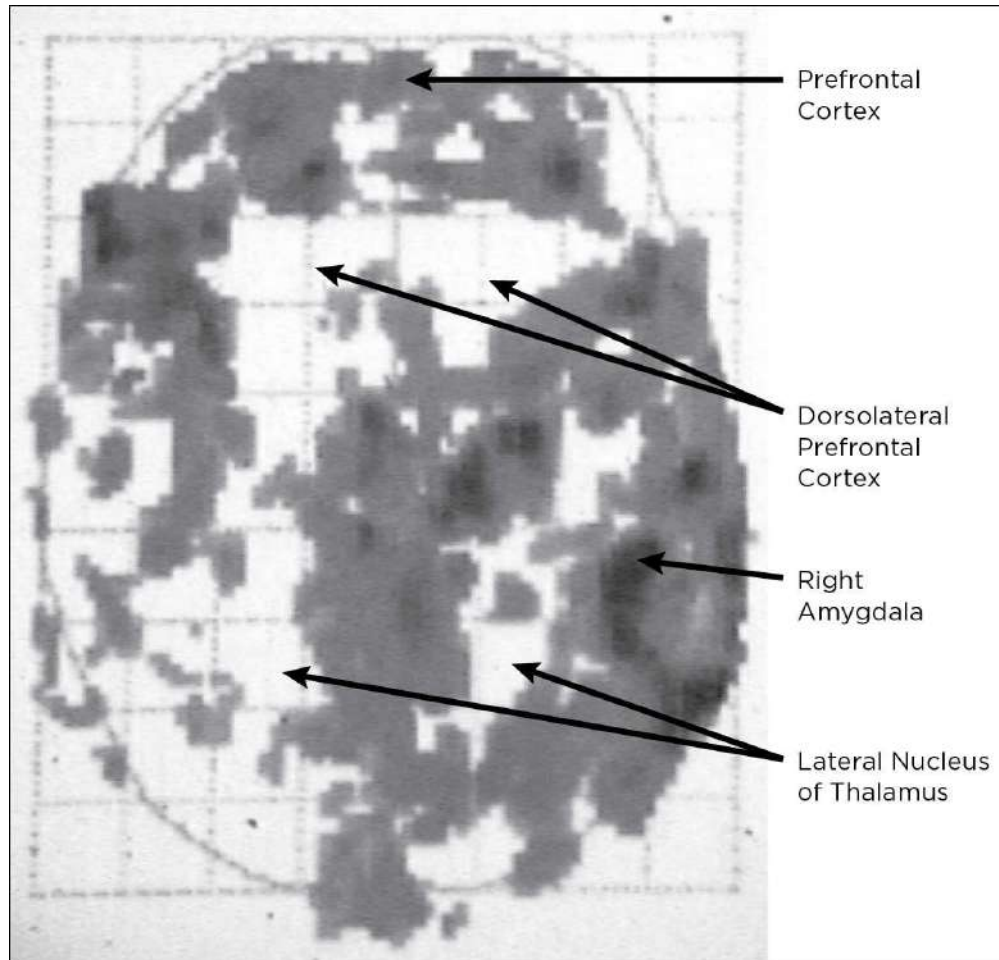 Prefrontal
Cortex
Dorsolateral
Prefrontal
Cortex
Right
Amygdala
Lateral Nucleus
of Thalamus